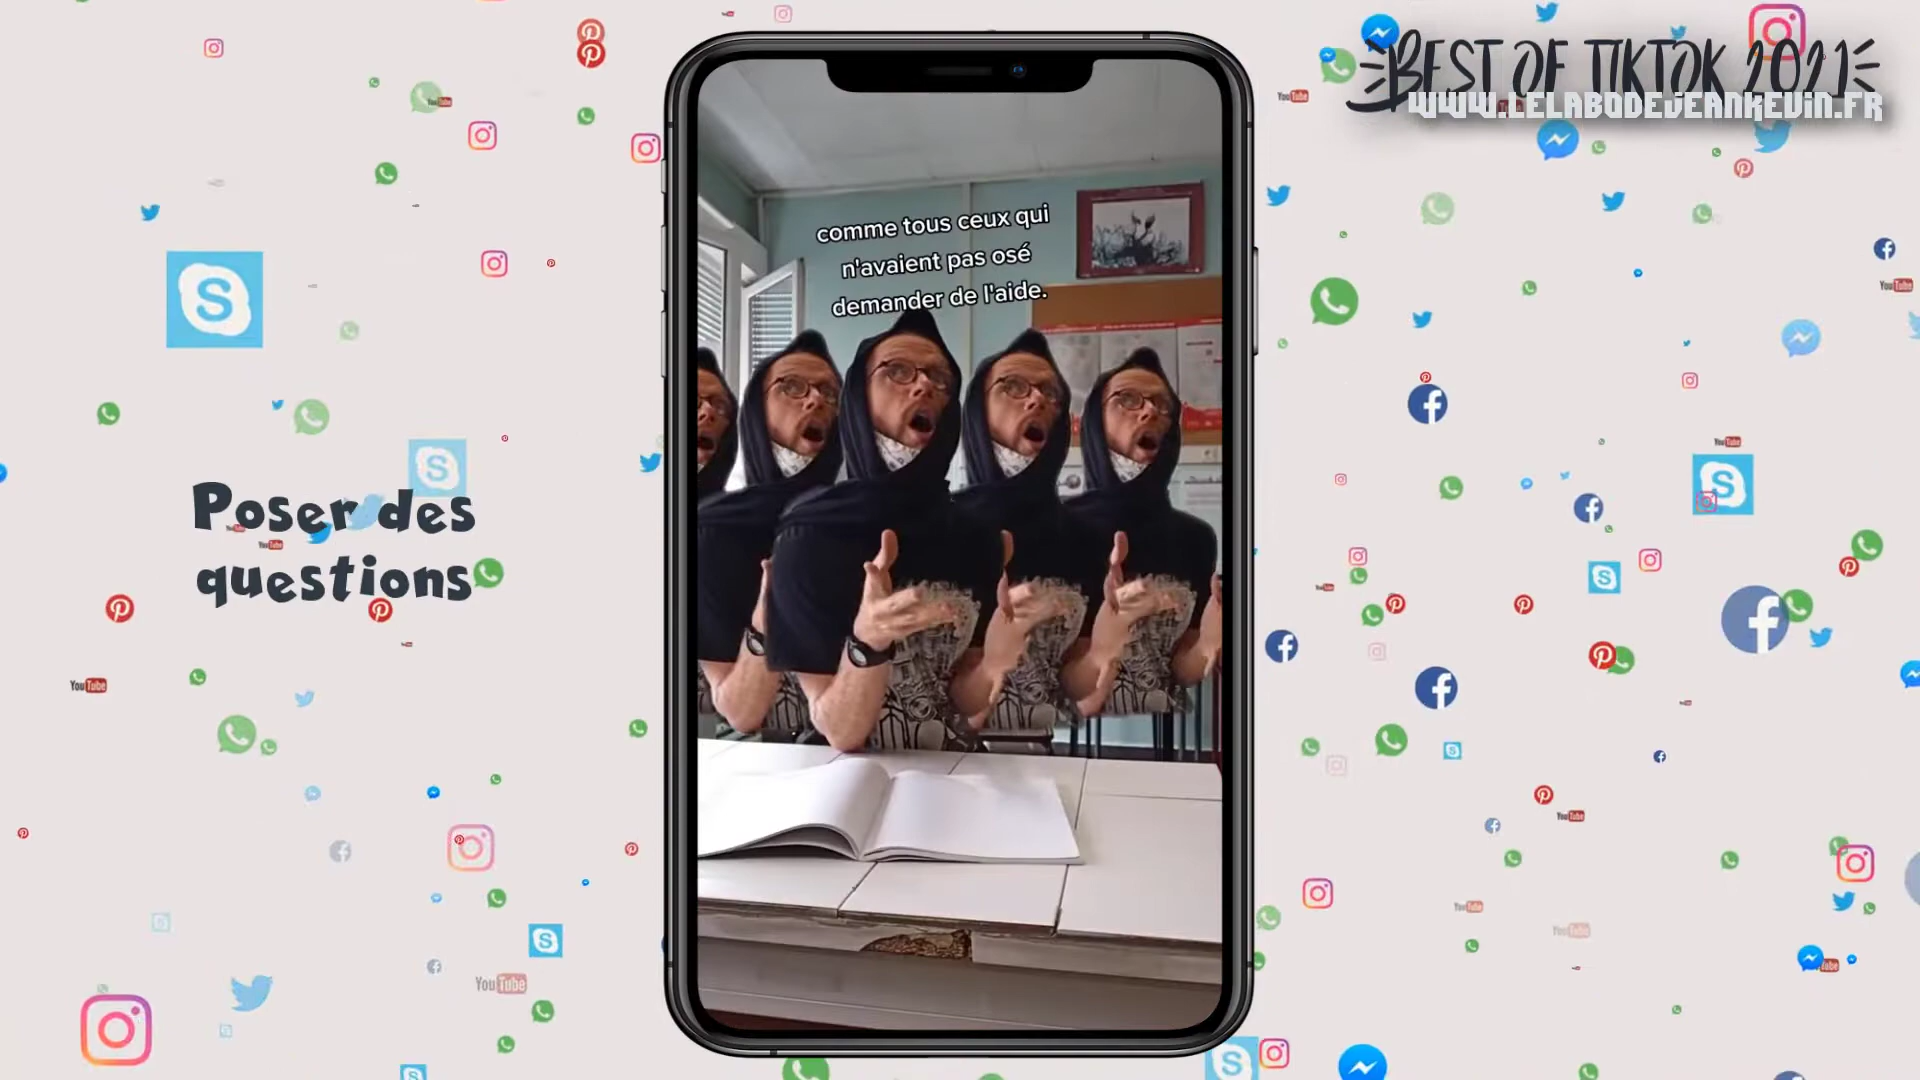 BEST OF TIKTOK 2021
WWW.LELABODEJEANKEVIN.FR
comme tous ceux qui
n'avaient pas osé
demander de l'aide.
Poser des
questions
YouTube